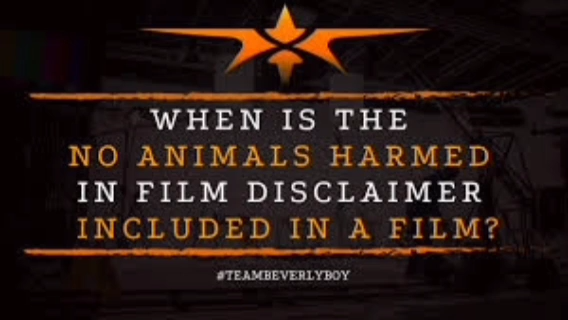 WHEN IS THE
NO ANIMALS HARMED
IN FILM DISCLAIMER
INCLUDED IN A FILM?
#TEAMBEVERLYBOY